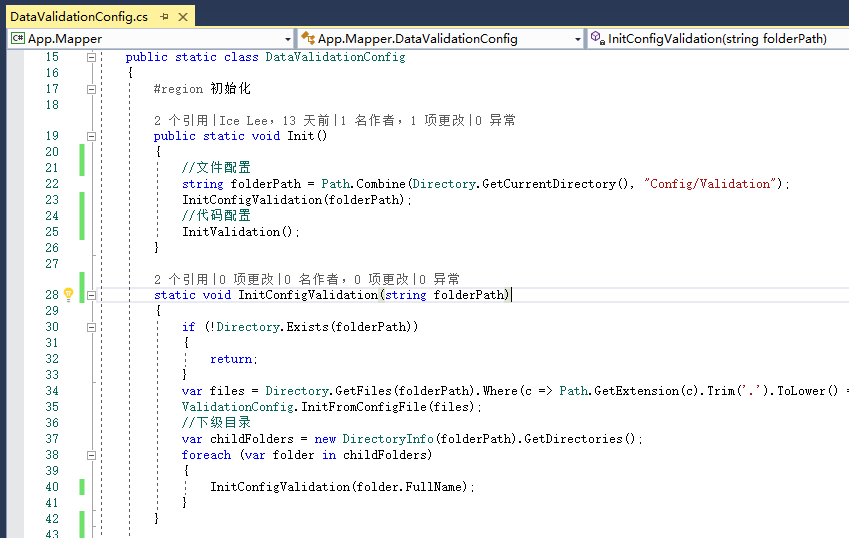 DataValidationConfig.cs
C# App.Mapper App.Mapper.DataValidationConfig InitConfigValidation(string folderPath)
15 public static class DataValidationConfig
16 {
17 #region 初始化
18
2 个引用|Ice Lee，13 天前|1 名作者，1 项更改|0 异常
19 public static void Init()
20 {
21 //文件配置
22 string folderPath = Path.Combine(Directory.GetCurrentDirectory(), "Config/Validation");
23 InitConfigValidation(folderPath);
24 //代码配置
25 InitValidation();
26 }
27
2 个引用|0 项更改|0 名作者，0 项更改|0 异常
28 static void InitConfigValidation(string folderPath)
29 {
30 if (!Directory.Exists(folderPath))
31 {
32 return;
33 }
34 var files = Directory.GetFiles(folderPath).Where(c => Path.GetExtension(c).Trim('.').ToLower() =
35 ValidationConfig.InitFromConfigFile(files);
36 //下级目录
37 var childFolders = new DirectoryInfo(folderPath).GetDirectories();
38 foreach (var folder in childFolders)
39 {
40 InitConfigValidation(folder.FullName);
41 }
42 }
43